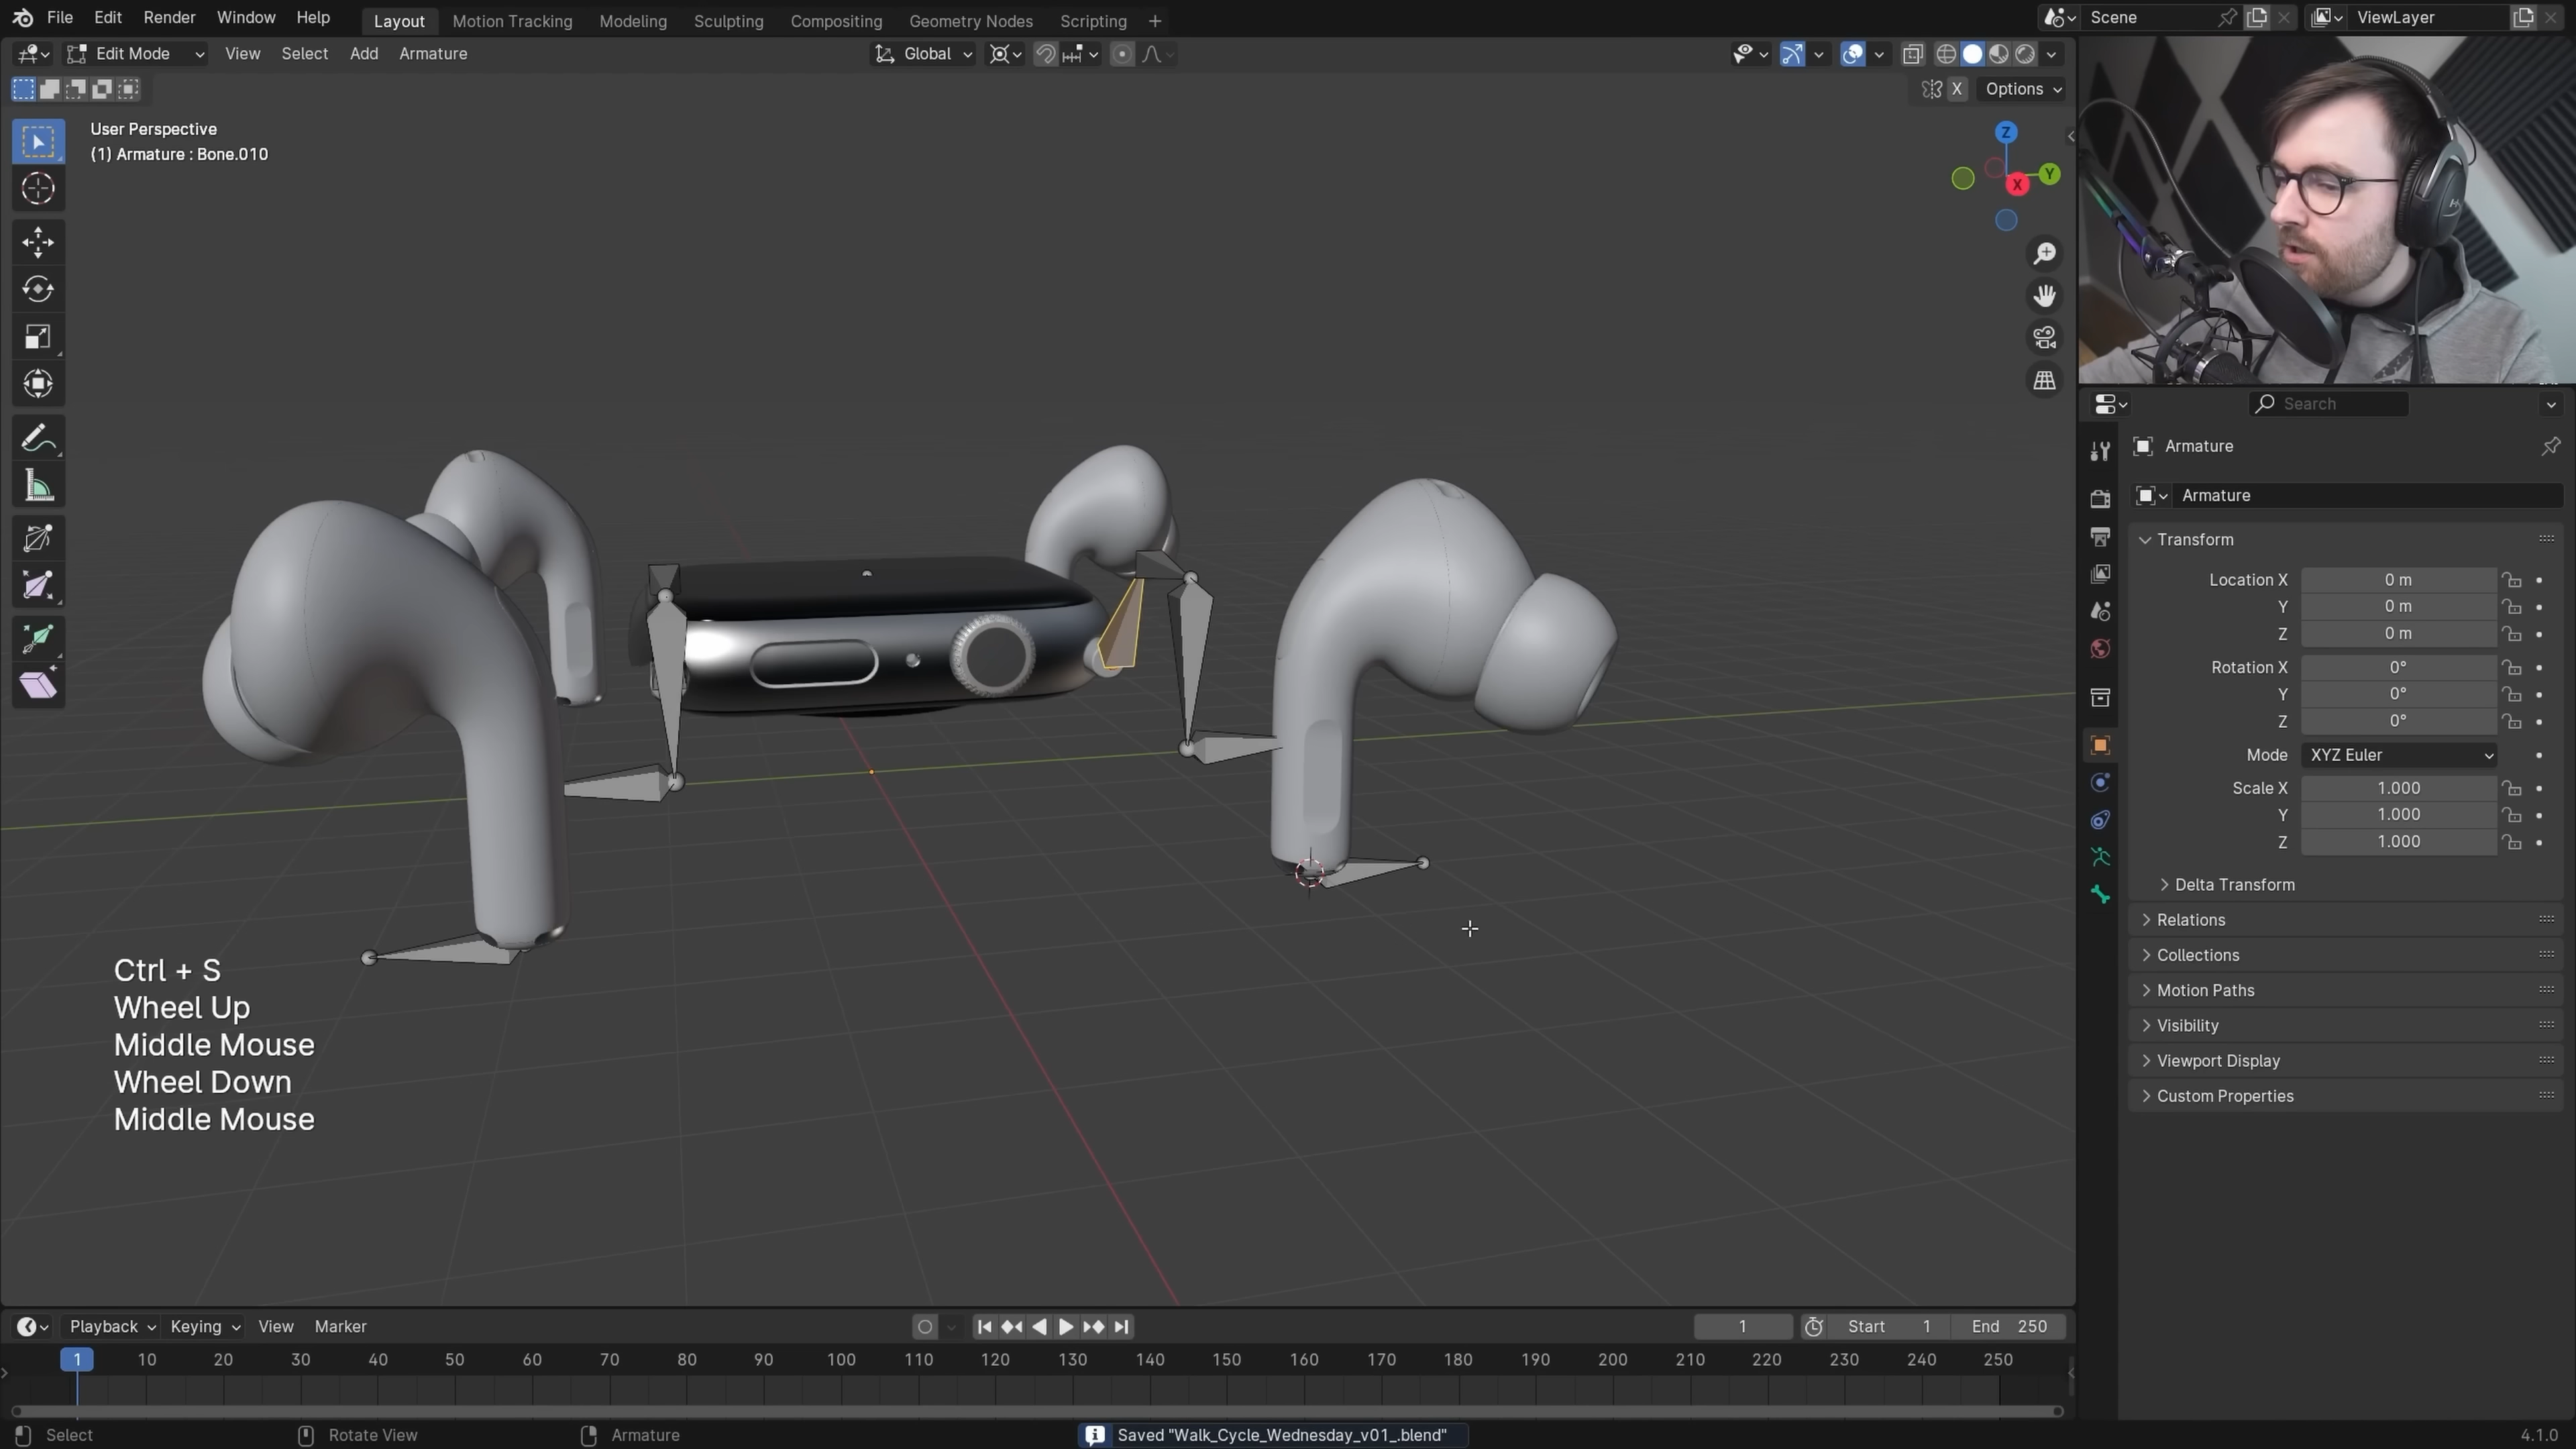 File Edit Render Window Help
Layout Motion Tracking Modeling Sculpting Compositing Geometry Nodes Scripting +
Scene
ViewLayer
Edit Mode View Select Add Armature
Global
X
Options
User Perspective
(1) Armature : Bone.010
Z
Y
X
Search
Armature
Armature
Transform
Location X 0 m
Y 0 m
Z 0 m
Rotation X 0°
Y 0°
Z 0°
Mode XYZ Euler
Scale X 1.000
Y 1.000
Z 1.000
Delta Transform
Relations
Collections
Motion Paths
Visibility
Viewport Display
Custom Properties
Ctrl + S
Wheel Up
Middle Mouse
Wheel Down
Middle Mouse
Playback Keying View Marker
1
Start 1
End 250
1 10 20 30 40 50 60 70 80 90 100 110 120 130 140 150 160 170 180 190 200 210 220 230 240 250
Select
Rotate View
Armature
Saved "Walk_Cycle_Wednesday_v01_.blend"
4.1.0